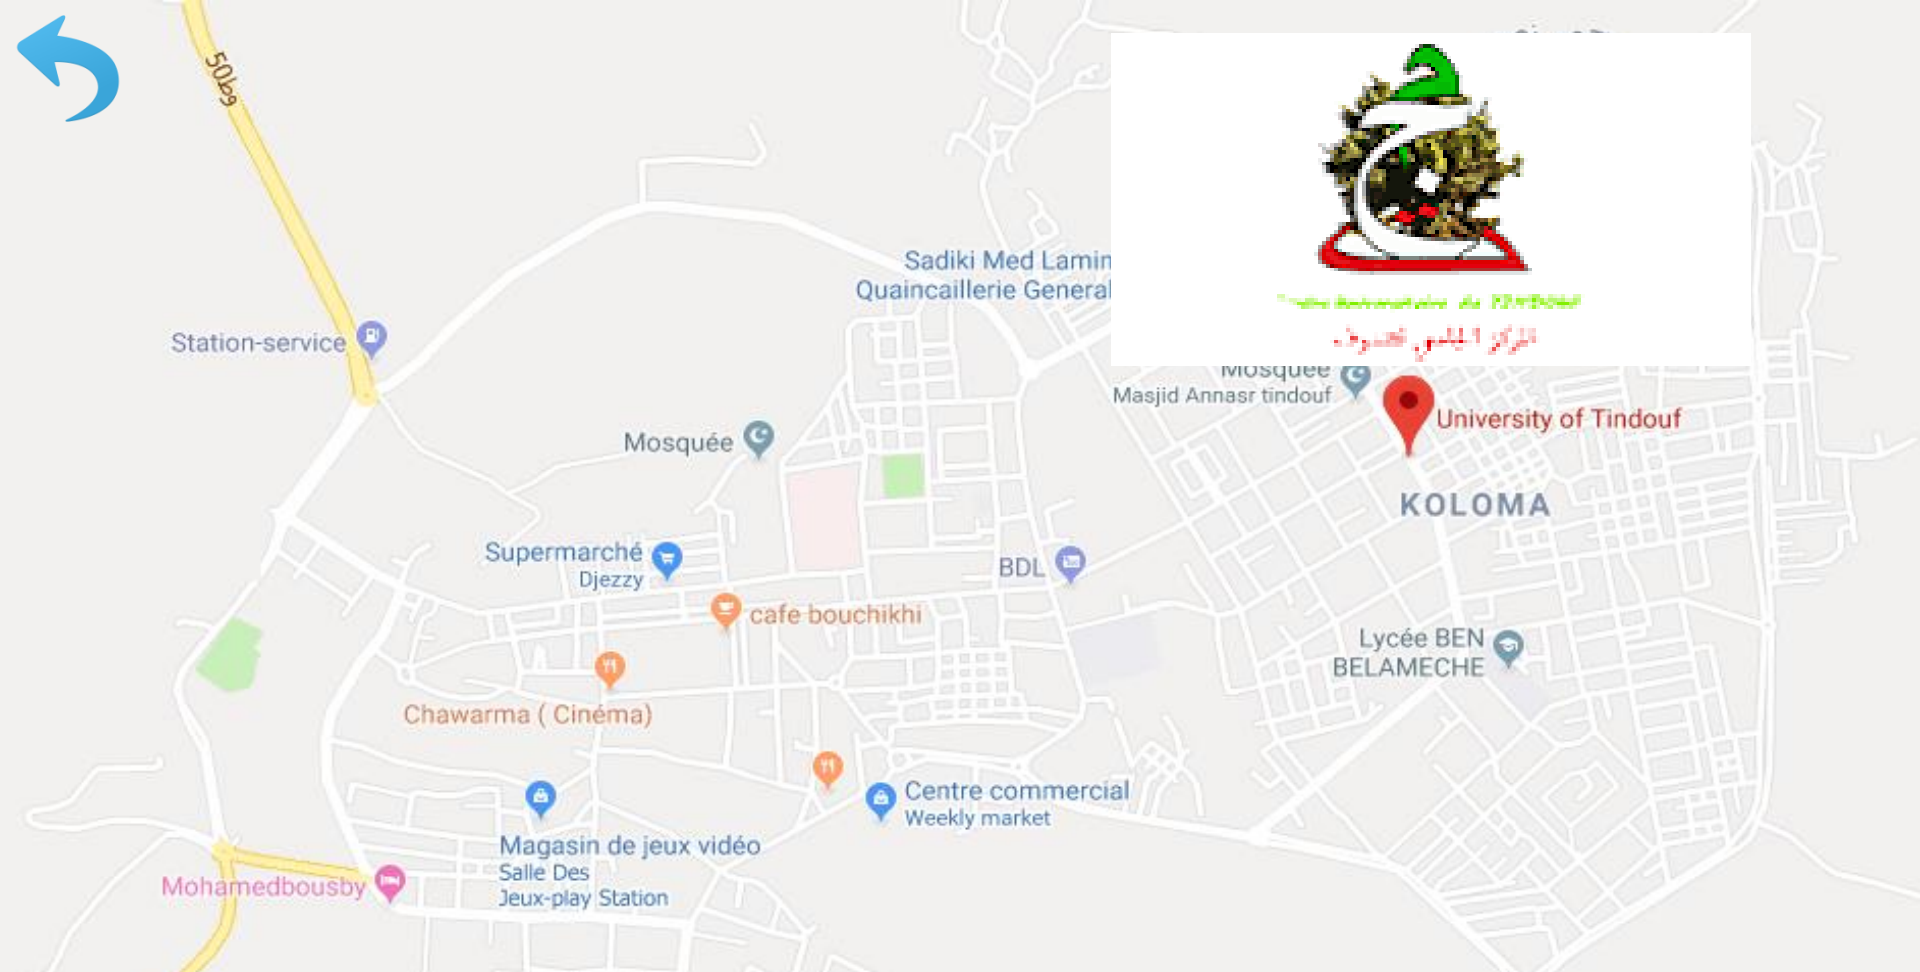 50bg
Sadiki Med Lamin
Quaincaillerie General
Station-service
Mosquée
Masjid Annasr tindouf
University of Tindouf
Mosquée
KOLOMA
Supermarché
Djezzy
BDL
cafe bouchikhi
Lycée BEN
BELAMECHE
Chawarma ( Cinéma)
Centre commercial
Weekly market
Magasin de jeux vidéo
Salle Des
Jeux-play Station
Mohamedbousby